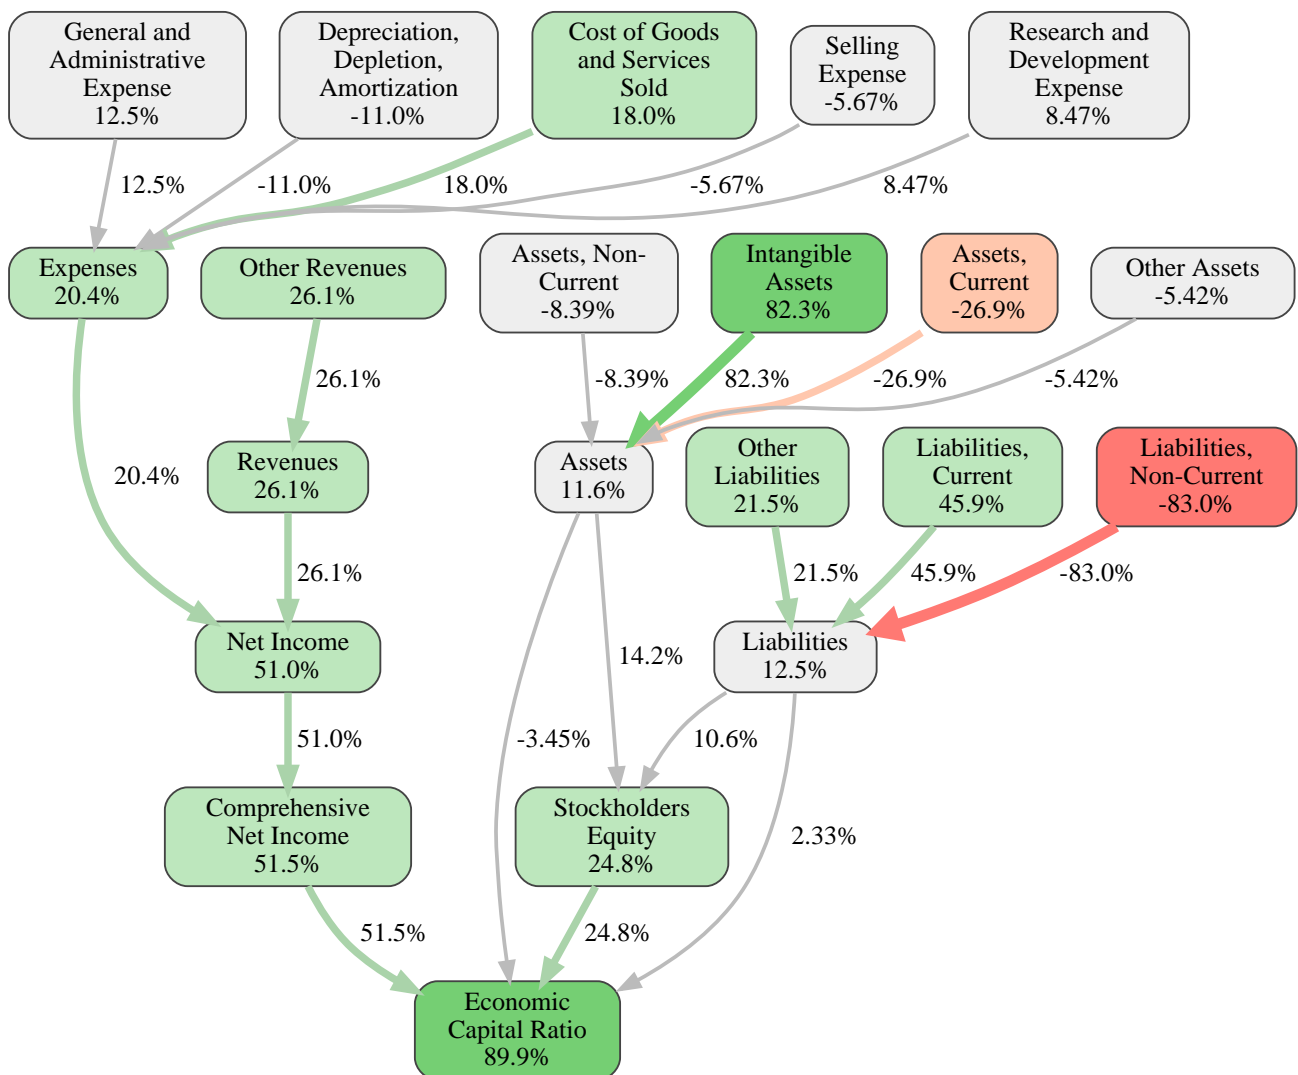 General and
Administrative
Expense
12.5%
Depreciation,
Depletion,
Amortization
-11.0%
Cost of Goods
and Services
Sold
18.0%
Selling
Expense
-5.67%
Research and
Development
Expense
8.47%
12.5%
-11.0%
18.0%
-5.67%
8.47%
Expenses
20.4%
Other Revenues
26.1%
Assets, Non-
Current
-8.39%
Intangible
Assets
82.3%
Assets,
Current
-26.9%
Other Assets
-5.42%
26.1%
-8.39%
82.3%
-26.9%
-5.42%
20.4%
Revenues
26.1%
Assets
11.6%
Other
Liabilities
21.5%
Liabilities,
Current
45.9%
Liabilities,
Non-Current
-83.0%
26.1%
21.5%
45.9%
-83.0%
Net Income
51.0%
14.2%
Liabilities
12.5%
51.0%
-3.45%
10.6%
2.33%
Comprehensive
Net Income
51.5%
Stockholders
Equity
24.8%
51.5%
24.8%
Economic
Capital Ratio
89.9%